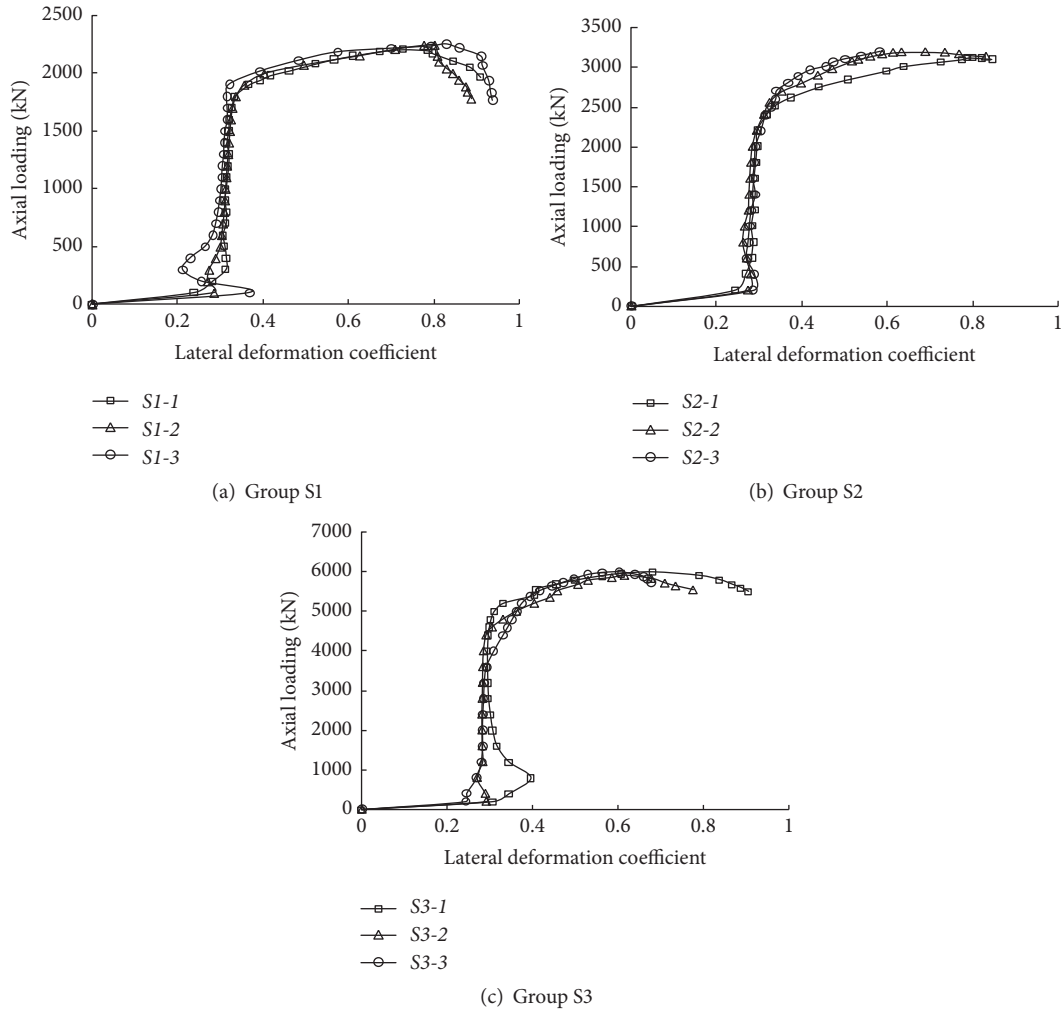 2500
2000
1500
1000
500
0
Axial loading (kN)
0 0.2 0.4 0.6 0.8 1
Lateral deformation coefficient
S1-1
S1-2
S1-3
(a) Group S1
3500
3000
2500
2000
1500
1000
500
0
Axial loading (kN)
0 0.2 0.4 0.6 0.8 1
Lateral deformation coefficient
S2-1
S2-2
S2-3
(b) Group S2
7000
6000
5000
4000
3000
2000
1000
0
Axial loading (kN)
0 0.2 0.4 0.6 0.8 1
Lateral deformation coefficient
S3-1
S3-2
S3-3
(c) Group S3